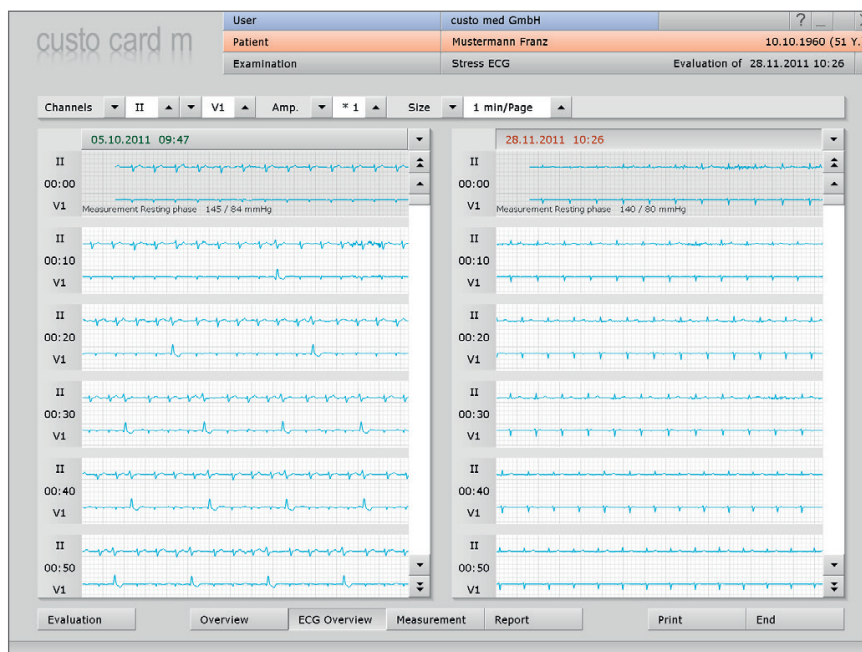 custo card m
User custo med GmbH ? _
Patient Mustermann Franz 10.10.1960 (51 Y.
Examination Stress ECG Evaluation of 28.11.2011 10:26
Channels II V1 Amp. * 1 Size 1 min/Page
05.10.2011 09:47
II
00:00
V1 Measurement Resting phase 145 / 84 mmHg
II
00:10
V1
II
00:20
V1
II
00:30
V1
II
00:40
V1
II
00:50
V1
28.11.2011 10:26
II
00:00
V1 Measurement Resting phase 140 / 80 mmHg
II
00:10
V1
II
00:20
V1
II
00:30
V1
II
00:40
V1
II
00:50
V1
Evaluation Overview ECG Overview Measurement Report Print End